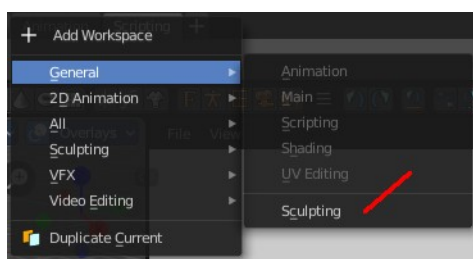 Scripting
Add Workspace
General
2D Animation
All
Sculpting
VFX
Video Editing
Duplicate Current
Animation
Main
Scripting
Shading
UV Editing
Sculpting
Overlays
File View